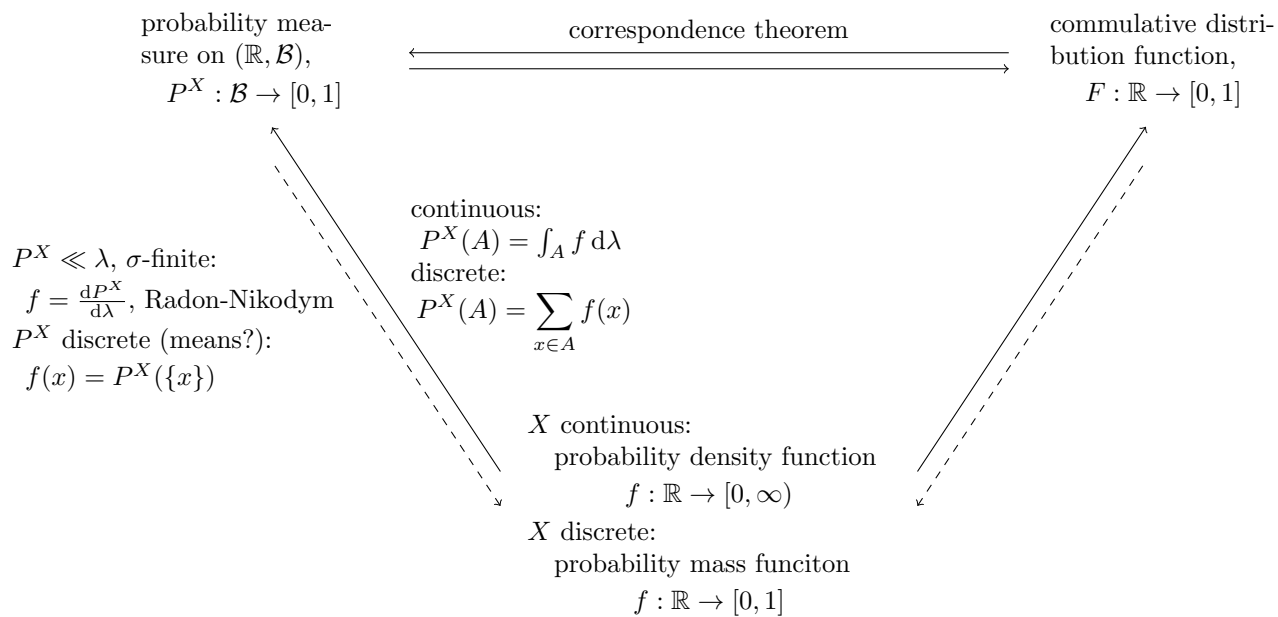 probability mea-
sure on (ℝ, ℬ),
P^X : ℬ → [0, 1]
correspondence theorem
commulative distri-
bution function,
F : ℝ → [0, 1]
continuous:
P^X(A) = ∫_A f dλ
discrete:
P^X(A) = ∑_{x∈A} f(x)
P^X ≪ λ, σ-finite:
f = dP^X/dλ, Radon-Nikodym
P^X discrete (means?):
f(x) = P^X({x})
X continuous:
probability density function
f : ℝ → [0, ∞)
X discrete:
probability mass funciton
f : ℝ → [0, 1]